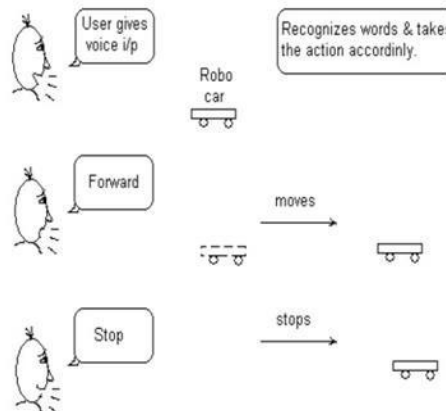 User gives
voice i/p
Recognizes words & takes
the action accordinly.
Robo
car
Forward
moves
Stop
stops